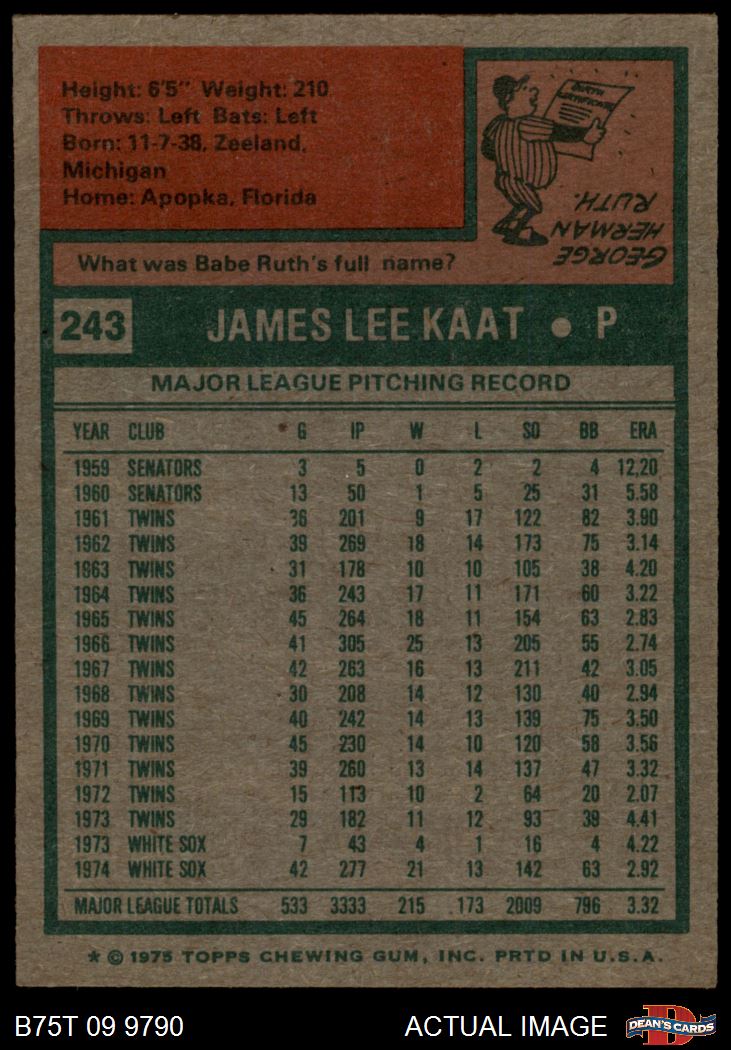 Height: 6'5" Weight: 210
Throws: Left Bats: Left
Born: 11-7-38, Zeeland,
Michigan
Home: Apopka, Florida
BIRTH
CERTIFICATE
GEORGE
HERMAN
RUTH.
What was Babe Ruth's full name?
243 JAMES LEE KAAT • P
MAJOR LEAGUE PITCHING RECORD
YEAR CLUB G IP W L SO BB ERA
1959 SENATORS 3 5 0 2 2 4 12.20
1960 SENATORS 13 50 1 5 25 31 5.58
1961 TWINS 36 201 9 17 122 82 3.90
1962 TWINS 39 269 18 14 173 75 3.14
1963 TWINS 31 178 10 10 105 38 4.20
1964 TWINS 36 243 17 11 171 60 3.22
1965 TWINS 45 264 18 11 154 63 2.83
1966 TWINS 41 305 25 13 205 55 2.74
1967 TWINS 42 263 16 13 211 42 3.05
1968 TWINS 30 208 14 12 130 40 2.94
1969 TWINS 40 242 14 13 139 75 3.50
1970 TWINS 45 230 14 10 120 58 3.56
1971 TWINS 39 260 13 14 137 47 3.32
1972 TWINS 15 113 10 2 64 20 2.07
1973 TWINS 29 182 11 12 93 39 4.41
1973 WHITE SOX 7 43 4 1 16 4 4.22
1974 WHITE SOX 42 277 21 13 142 63 2.92
MAJOR LEAGUE TOTALS 533 3333 215 173 2009 796 3.32
* © 1975 TOPPS CHEWING GUM, INC. PRTD IN U.S.A.
B75T 09 9790 ACTUAL IMAGE D DEAN'S CARDS